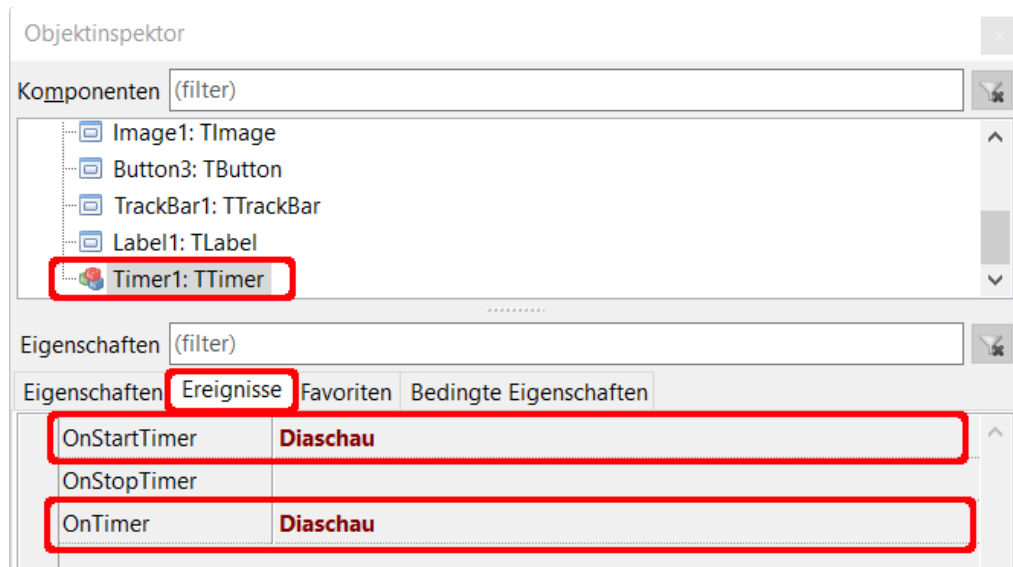 Objektinspektor
Komponenten (filter)
Image1: TImage
Button3: TButton
TrackBar1: TTrackBar
Label1: TLabel
Timer1: TTimer
Eigenschaften (filter)
Eigenschaften Ereignisse Favoriten Bedingte Eigenschaften
OnStartTimer Diaschau
OnStopTimer
OnTimer Diaschau